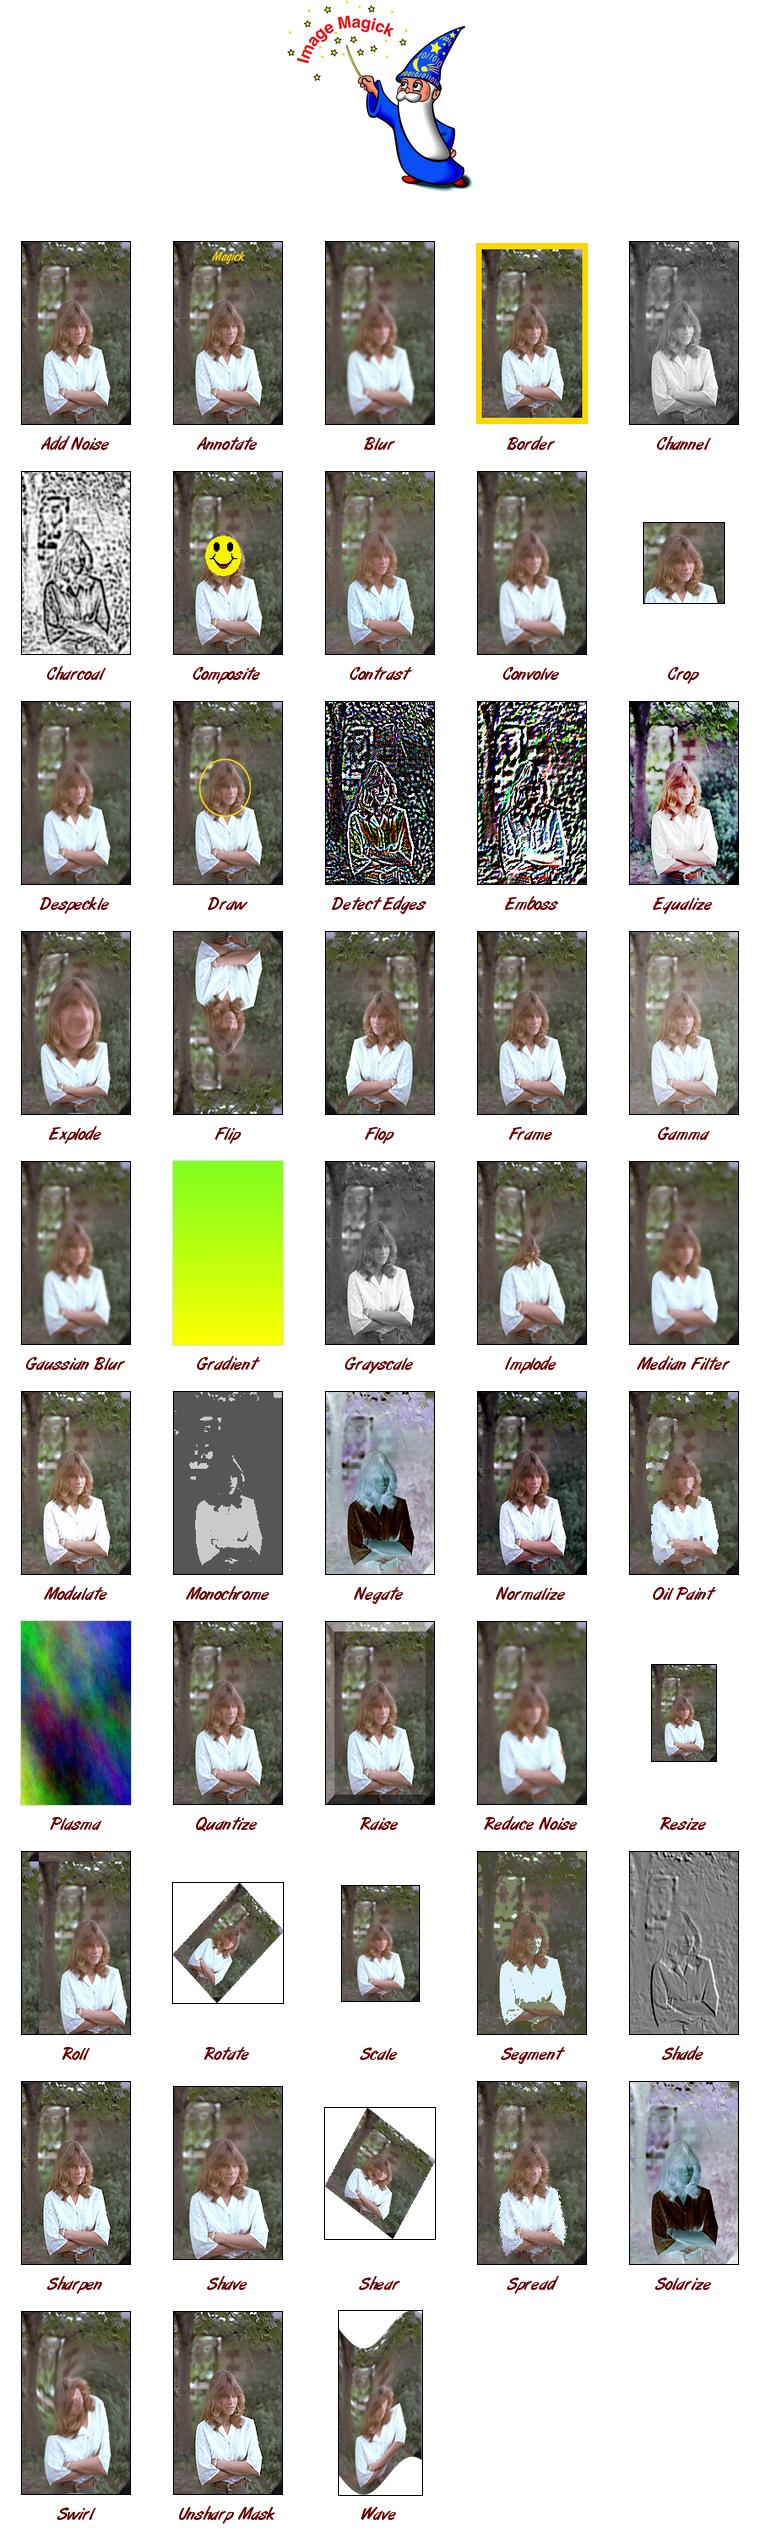 Image Magick
Magick
Add Noise
Annotate
Blur
Border
Channel
Charcoal
Composite
Contrast
Convolve
Crop
Despeckle
Draw
Detect Edges
Emboss
Equalize
Explode
Flip
Flop
Frame
Gamma
Gaussian Blur
Gradient
Grayscale
Implode
Median Filter
Modulate
Monochrome
Negate
Normalize
Oil Paint
Plasma
Quantize
Raise
Reduce Noise
Resize
Roll
Rotate
Scale
Segment
Shade
Sharpen
Shave
Shear
Spread
Solarize
Swirl
Unsharp Mask
Wave